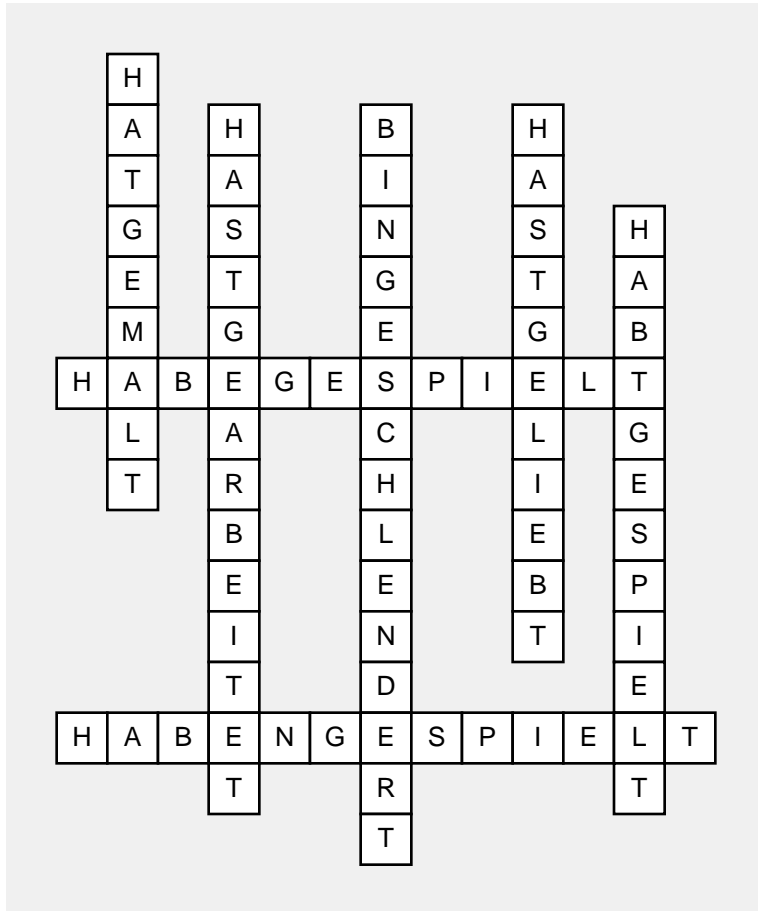 HATGEMALT
HASTGEARBEITET
BINGESCHLENDERT
HASTGELIEBT
HABTGESPIELT
HABEGESPIELT
HABENGESPIELT